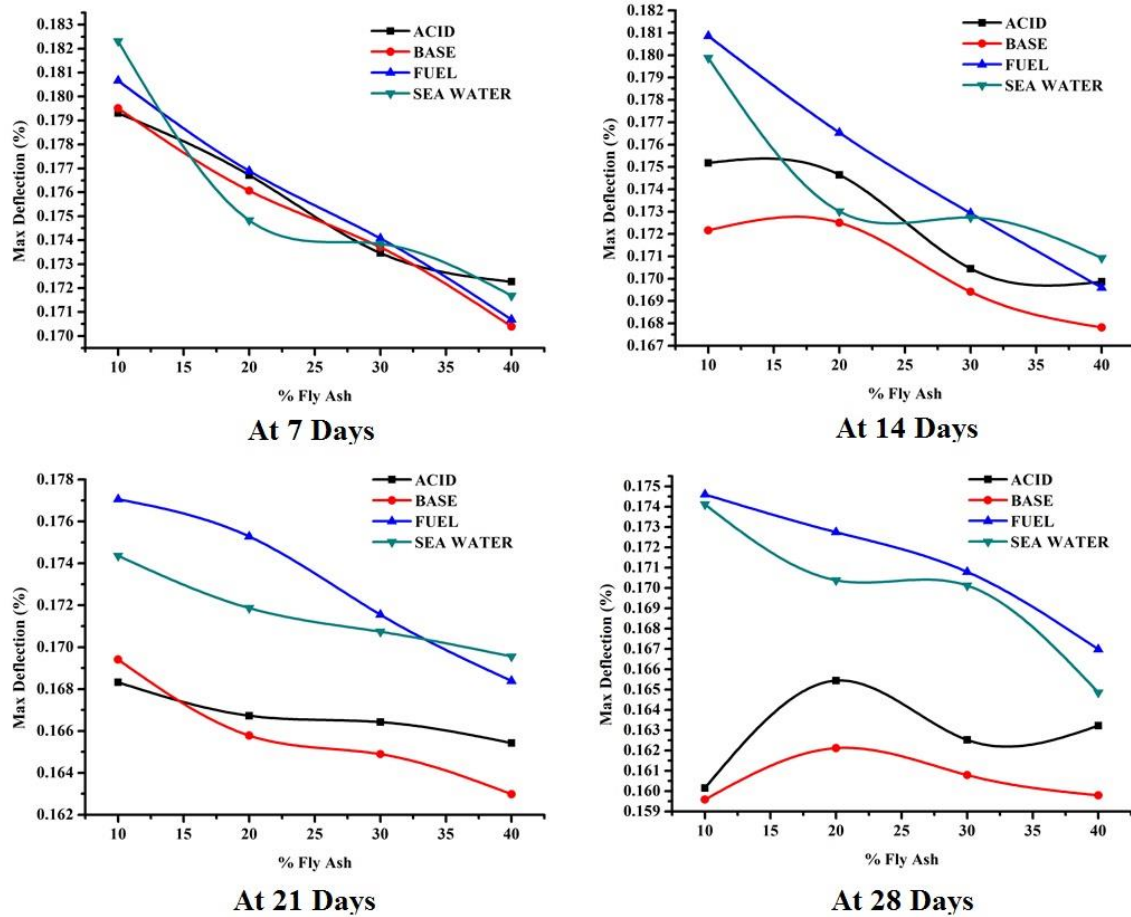 0.183
0.182
0.181
0.180
0.179
0.178
0.177
0.176
0.175
0.174
0.173
0.172
0.171
0.170
Max Deflection (%)
ACID
BASE
FUEL
SEA WATER
10 15 20 25 30 35 40
% Fly Ash
At 7 Days
0.181
0.180
0.179
0.178
0.177
0.176
0.175
0.174
0.173
0.172
0.171
0.170
0.169
0.168
0.167
Max Deflection (%)
ACID
BASE
FUEL
SEA WATER
10 15 20 25 30 35 40
% Fly Ash
At 14 Days
0.178
0.176
0.174
0.172
0.170
0.168
0.166
0.164
0.162
Max Deflection (%)
ACID
BASE
FUEL
SEA WATER
10 15 20 25 30 35 40
% Fly Ash
At 21 Days
0.175
0.174
0.173
0.172
0.171
0.170
0.169
0.168
0.167
0.166
0.165
0.164
0.163
0.162
0.161
0.160
0.159
Max Deflection (%)
ACID
BASE
FUEL
SEA WATER
10 15 20 25 30 35 40
% Fly Ash
At 28 Days